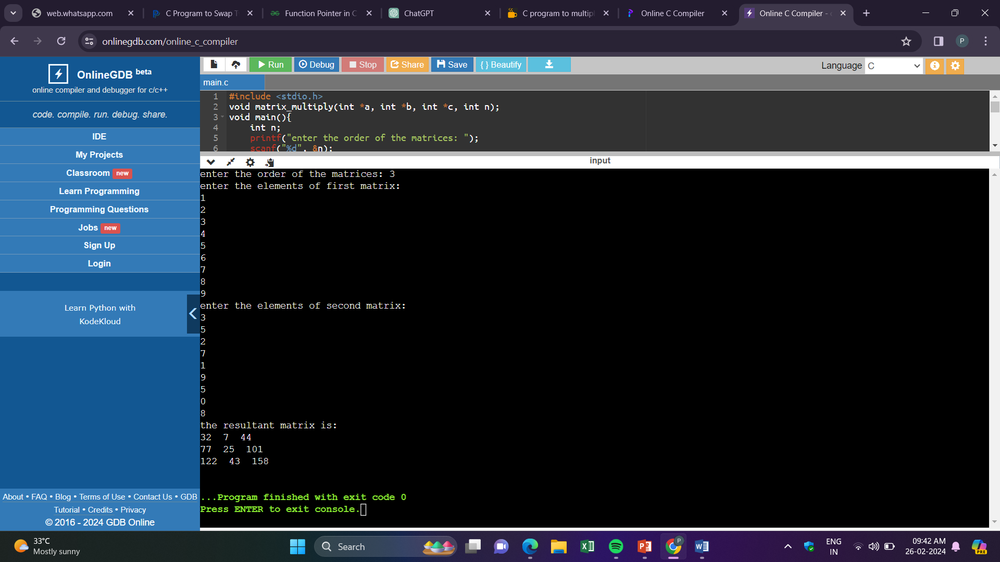 web.whatsapp.com
C Program to Swap T
Function Pointer in C
ChatGPT
C program to multipl
Online C Compiler
Online C Compiler -
onlinegdb.com/online_c_compiler
P
OnlineGDB beta
online compiler and debugger for c/c++
code. compile. run. debug. share.
IDE
My Projects
Classroom new
Learn Programming
Programming Questions
Jobs new
Sign Up
Login
Learn Python with
KodeKloud
About • FAQ • Blog • Terms of Use • Contact Us • GDB
Tutorial • Credits • Privacy
© 2016 - 2024 GDB Online
Run Debug Stop Share Save { } Beautify
Language C
main.c
1 #include <stdio.h>
2 void matrix_multiply(int *a, int *b, int *c, int n);
3 void main(){
4 int n;
5 printf("enter the order of the matrices: ");
6 scanf("%d", &n);
input
enter the order of the matrices: 3
enter the elements of first matrix:
1
2
3
4
5
6
7
8
9
enter the elements of second matrix:
3
5
2
7
1
9
5
0
8
the resultant matrix is:
32 7 44
77 25 101
122 43 158
...Program finished with exit code 0
Press ENTER to exit console.
33°C
Mostly sunny
Search
P
ENG
IN
09:42 AM
26-02-2024
PRE